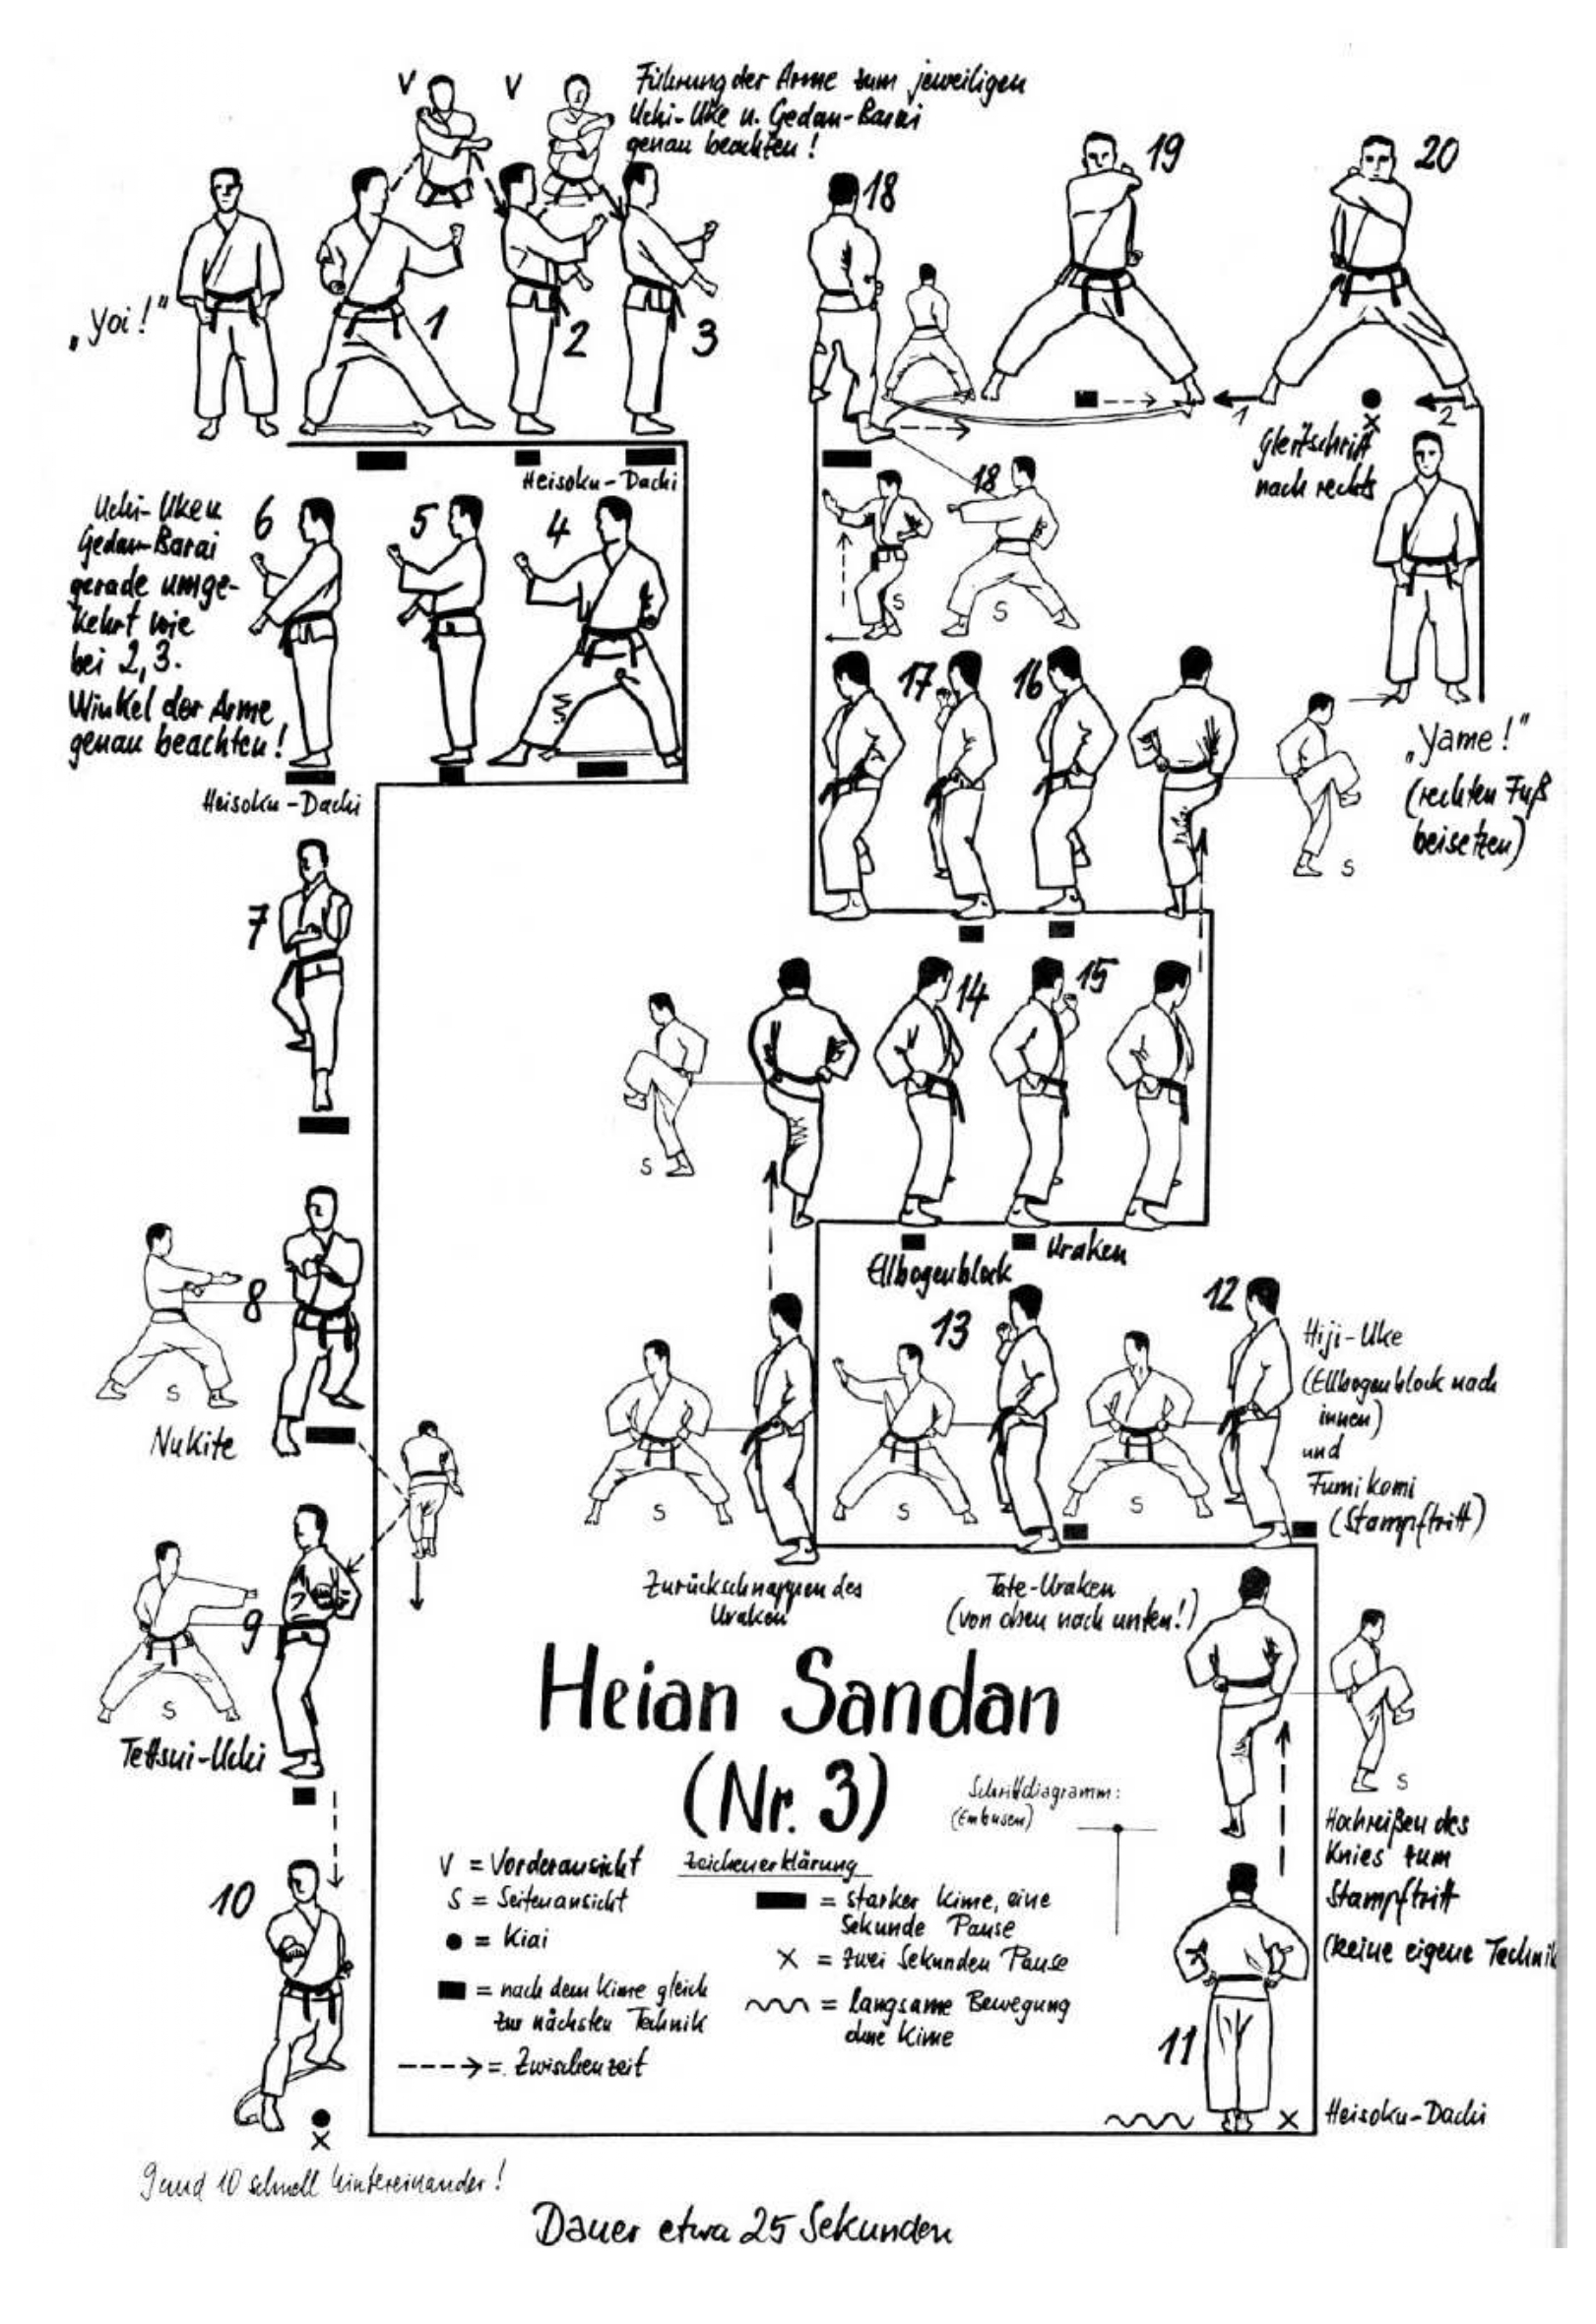 V
V
Führung der Arme zum jeweiligen
Uchi-Uke u. Gedan-Barai
genau beachten!
„Yoi!"
1
2
3
Heisoku-Dachi
Uchi-Uke u
Gedan-Barai
gerade umge-
kehrt wie
bei 2,3.
Winkel der Arme
genau beachten!
6
5
4
Heisoku-Dachi
7
8
S
Nukite
9
S
Tettsui-Uchi
10
9 und 10 schnell hintereinander!
11
Heisoku-Dachi
Hochreißen des
Knies zum
Stampftritt
(keine eigene Technik
S
12
Hiji-Uke
(Ellbogenblock nach
innen)
und
Fumikomi
(Stampftritt)
S
13
S
Tate-Uraken
(von oben nach unten!)
S
Zurückschnappen des
Uraken
S
14
15
Ellbogenblock
Uraken
S
16
17
18
18
S
S
19
20
1
2
Gleitschritt
nach rechts
„Yame!"
(rechten Fuß
beisetzen)
Heian Sandan
(Nr. 3)
Schrittdiagramm:
(Embusen)
Zeichenerklärung
V = Vorderansicht
S = Seitenansicht
● = Kiai
■ = nach dem Kime gleich
zur nächsten Technik
----> = Zwischenzeit
▬ = starker Kime, eine
Sekunde Pause
X = zwei Sekunden Pause
~~~ = langsame Bewegung
ohne Kime
Dauer etwa 25 Sekunden